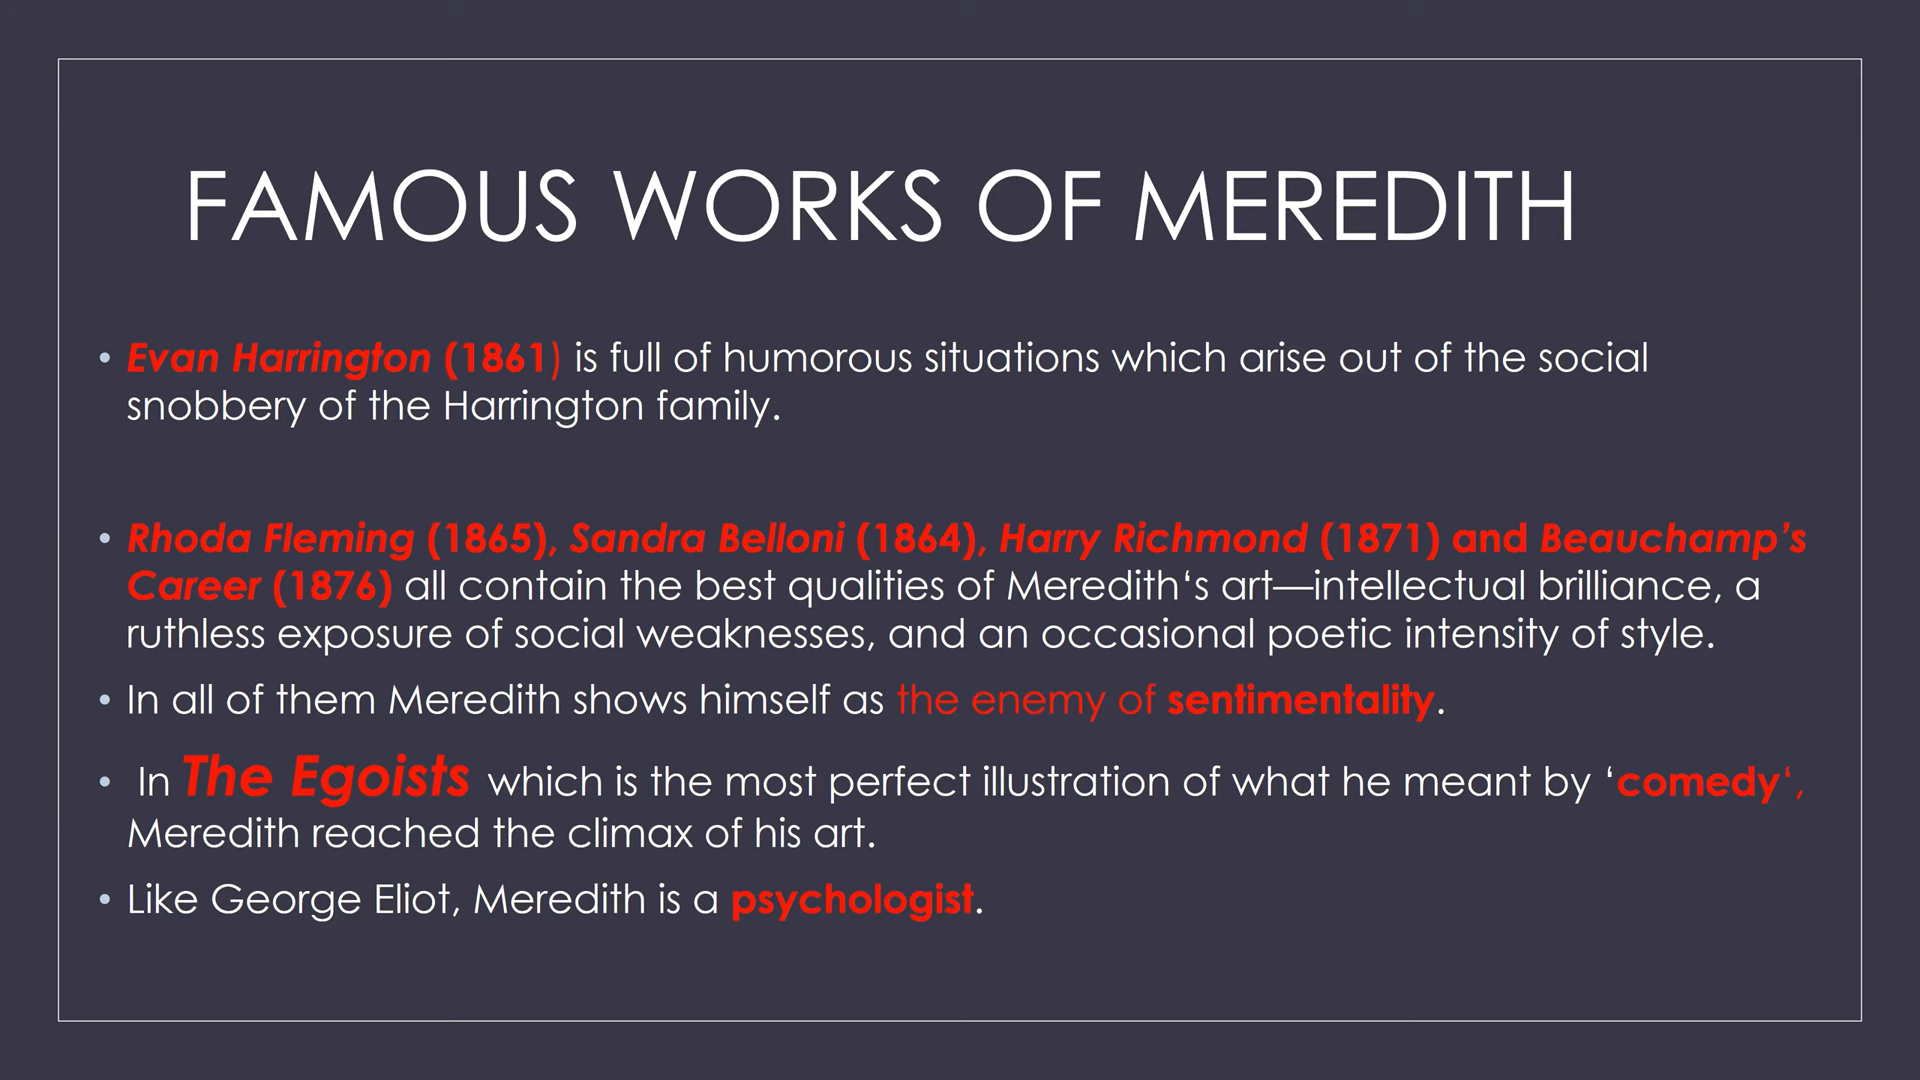 FAMOUS WORKS OF MEREDITH
• Evan Harrington (1861) is full of humorous situations which arise out of the social
snobbery of the Harrington family.
• Rhoda Fleming (1865), Sandra Belloni (1864), Harry Richmond (1871) and Beauchamp’s
Career (1876) all contain the best qualities of Meredith‘s art—intellectual brilliance, a
ruthless exposure of social weaknesses, and an occasional poetic intensity of style.
• In all of them Meredith shows himself as the enemy of sentimentality.
• In The Egoists which is the most perfect illustration of what he meant by ‘comedy‘,
Meredith reached the climax of his art.
• Like George Eliot, Meredith is a psychologist.